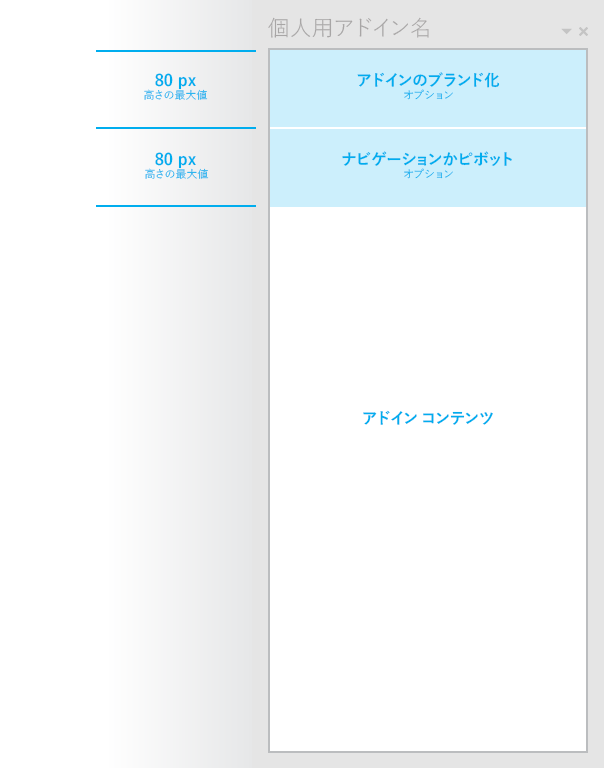 個人用アドイン名
80 px
高さの最大値
アドインのブランド化
オプション
80 px
高さの最大値
ナビゲーションかピボット
オプション
アドイン コンテンツ